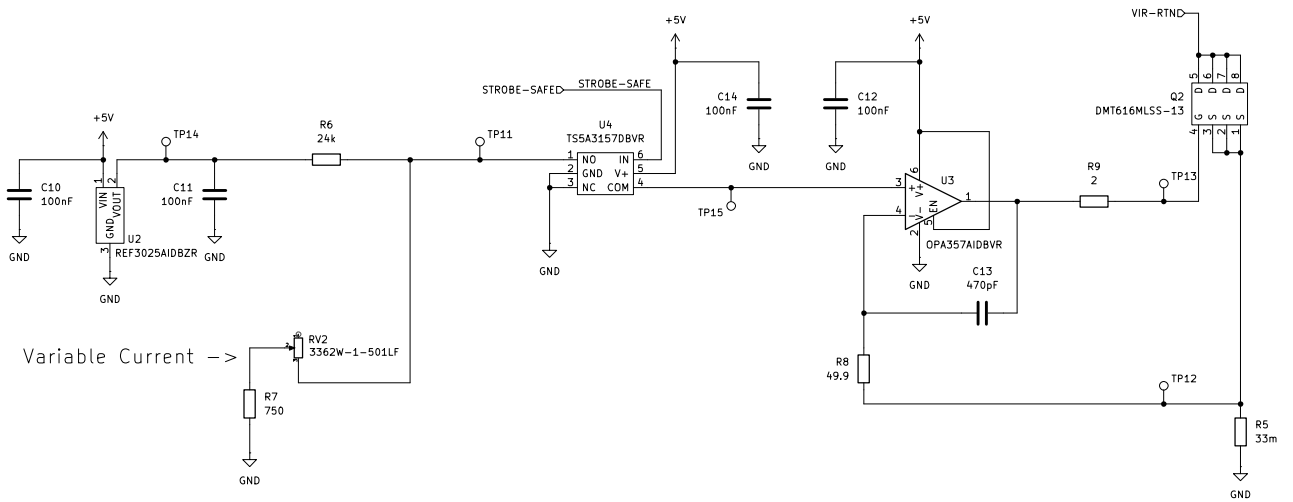 VIR-RTN
+5V
+5V
STROBE-SAFE
STROBE-SAFE
C14
100nF
C12
100nF
GND
GND
5 6 7 8
D D D D
G S S S
4 3 2 1
Q2
DMT616MLSS-13
+5V
TP14
R6
24k
TP11
U4
TS5A3157DBVR
1 NO IN 6
2 GND V+ 5
3 NC COM 4
C10
100nF
1 2
VIN VOUT
GND
3
U2
REF3025AIDBZR
C11
100nF
GND
GND
GND
TP15
GND
3 + V+ 6
4 - V- 2
EN 5
1
U3
OPA357AIDBVR
GND
R9
2
TP13
C13
470pF
Variable Current ->
RV2
3362W-1-501LF
2
R7
750
GND
R8
49.9
TP12
R5
33m
GND